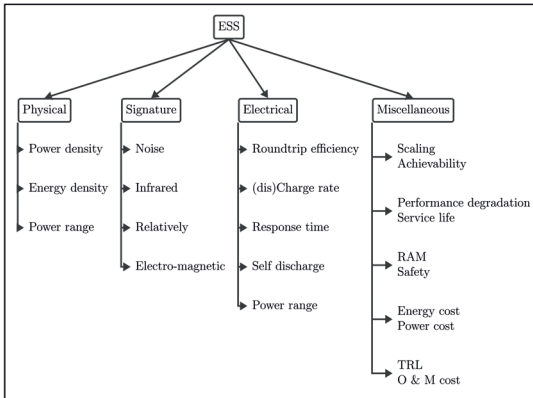 ESS
Physical
Power density
Energy density
Power range
Signature
Noise
Infrared
Relatively
Electro-magnetic
Electrical
Roundtrip efficiency
(dis)Charge rate
Response time
Self discharge
Power range
Miscellaneous
Scaling
Achievability
Performance degradation
Service life
RAM
Safety
Energy cost
Power cost
TRL
O & M cost